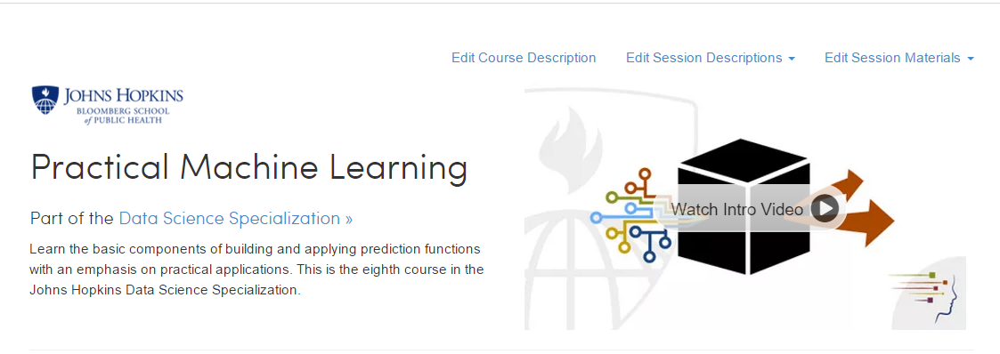 Edit Course Description Edit Session Descriptions Edit Session Materials
JOHNS HOPKINS
BLOOMBERG SCHOOL
of PUBLIC HEALTH
Practical Machine Learning
Part of the Data Science Specialization »
Learn the basic components of building and applying prediction functions
with an emphasis on practical applications. This is the eighth course in the
Johns Hopkins Data Science Specialization.
Watch Intro Video